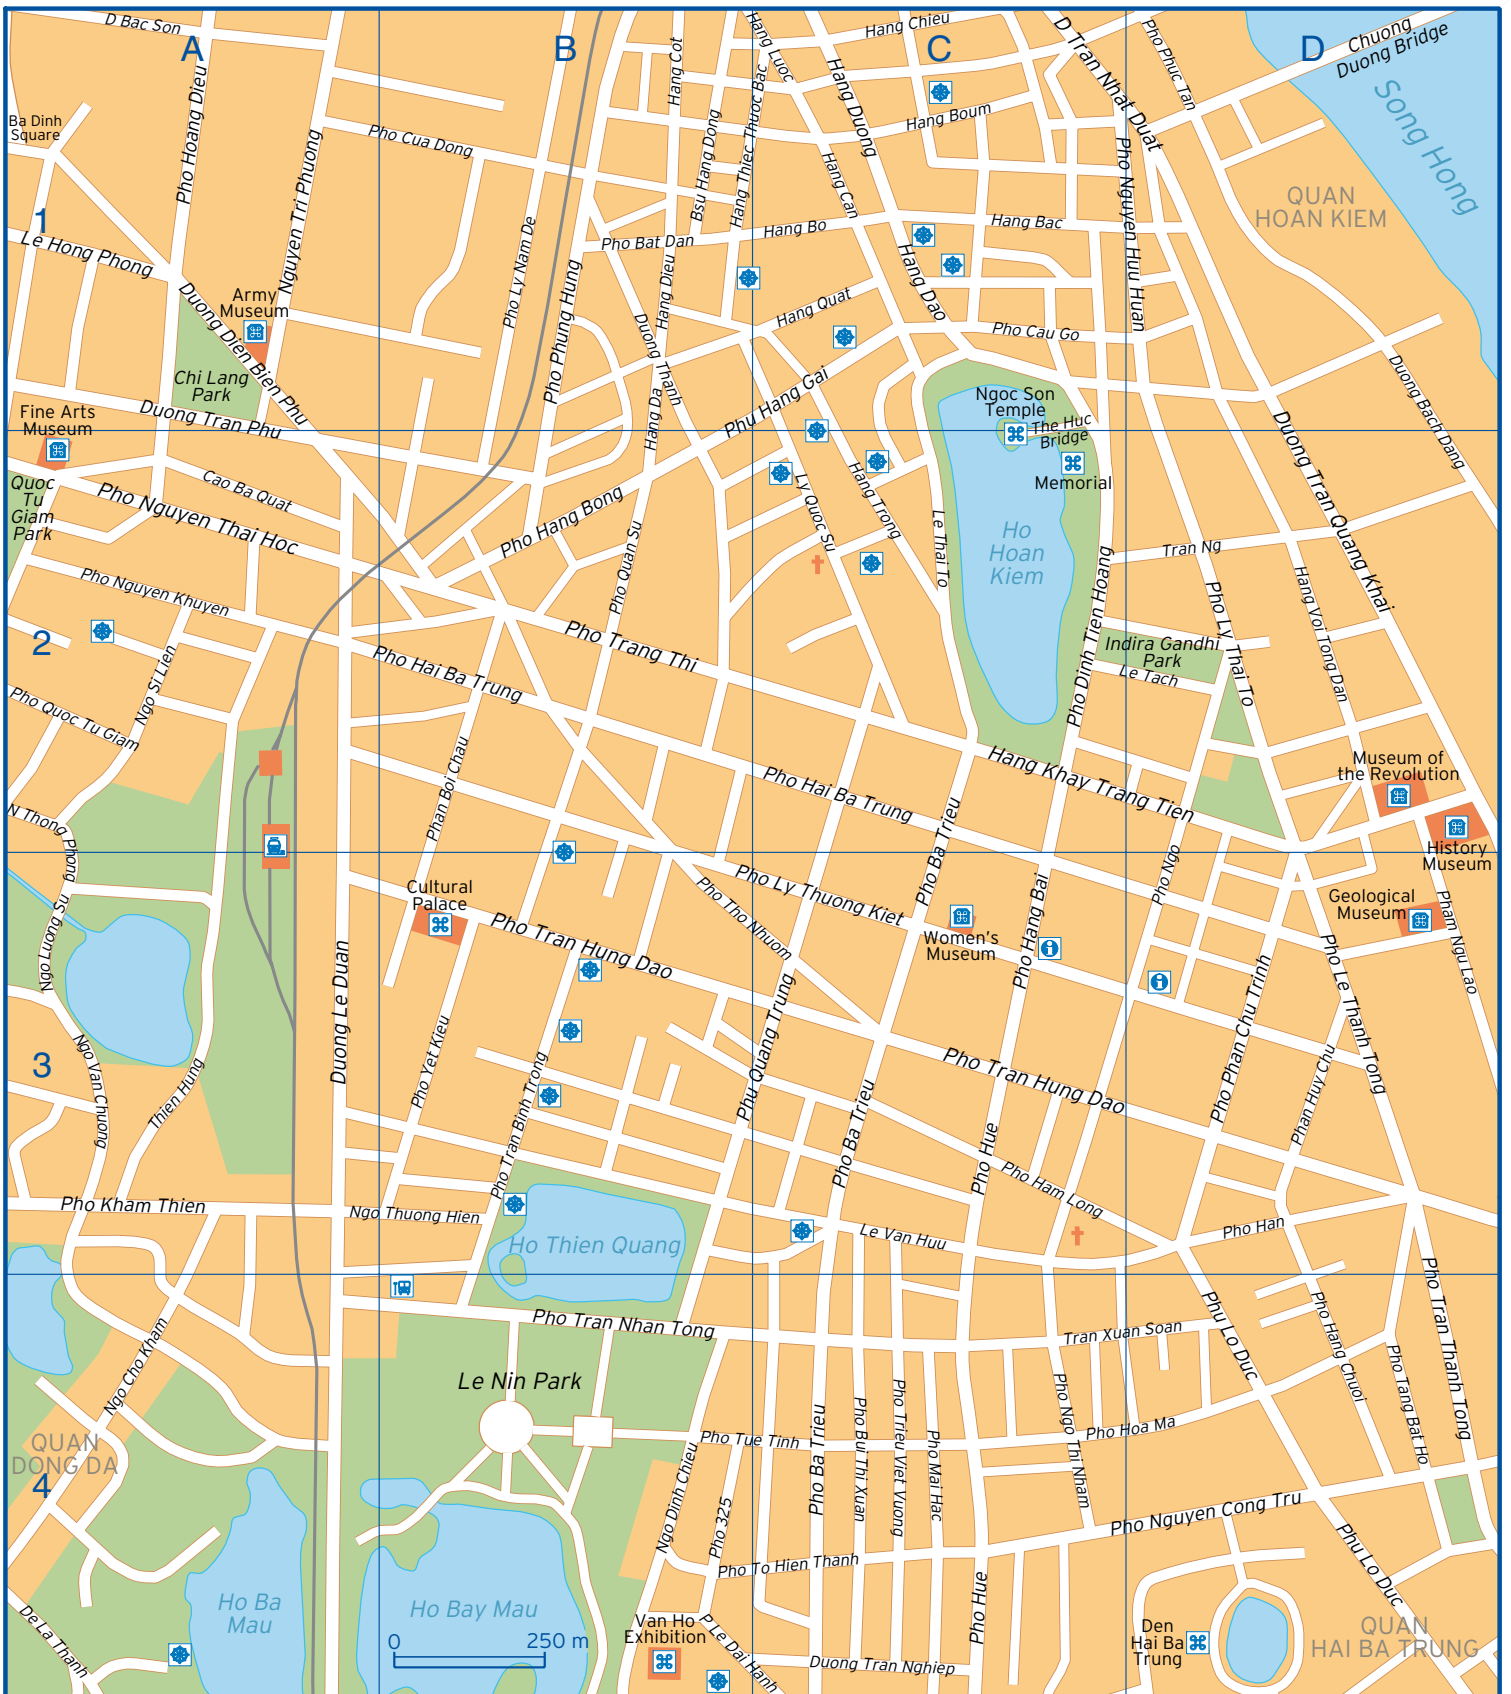 D Bac Son
A
B
C
D
Hang Cot
Hang Luoc
Hang Chieu
D Tran Nhat Duat
Pho Phuc Tan
Chuong
Duong Bridge
Song Hong
Ba Dinh
Square
Pho Hoang Dieu
Nguyen Tri Phuong
Pho Cua Dong
Bsu Hang Dong
Hang Thiec Thuoc Bac
Hang Duong
Hang Boum
Hang Can
Pho Nguyen Huu Huan
QUAN
HOAN KIEM
1
Le Hong Phong
Pho Ly Nam De
Pho Phung Hung
Pho Bat Dan
Hang Bo
Hang Bac
Hang Dieu
Hang Dao
Army
Museum
Duong Dien Bien Phu
Duong Thanh
Hang Quat
Pho Cau Go
Chi Lang
Park
Duong Tran Phu
Hang Da
Phu Hang Gai
Ngoc Son
Temple
The Huc
Bridge
Memorial
Duong Bach Dang
Duong Tran Quang Khai
Fine Arts
Museum
Quoc
Tu
Giam
Park
Cao Ba Quat
Pho Nguyen Thai Hoc
Pho Hang Bong
Ly Quoc Su
Hang Trong
Le Thai To
Ho
Hoan
Kiem
Tran Ng
Pho Nguyen Khuyen
Pho Quan Su
Pho Dinh Tien Hoang
Pho Ly Thai To
Hang Voi Tong Dan
2
Pho Trang Thi
Pho Hai Ba Trung
Indira Gandhi
Park
Le Tach
Ngo Si Lien
Pho Quoc Tu Giam
Phan Boi Chau
Pho Hai Ba Trung
Hang Khay Trang Tien
Museum of
the Revolution
History
Museum
N Thong Phong
Pho Ba Trieu
Pho Ngo
Cultural
Palace
Pho Tho Nhuom
Pho Ly Thuong Kiet
Women's
Museum
Pho Hang Bai
Geological
Museum
Pham Ngu Lao
Ngo Luong Su
Pho Tran Hung Dao
Duong Le Duan
Pho Le Thanh Tong
Pho Phan Chu Trinh
Phu Quang Trung
3
Ngo Van Chuong
Thien Hung
Pho Yet Kieu
Pho Tran Binh Trong
Pho Ba Trieu
Pho Tran Hung Dao
Phan Huy Chu
Pho Hue
Pho Ham Long
Pho Kham Thien
Ngo Thuong Hien
Ho Thien Quang
Le Van Huu
Pho Han
Pho Tran Nhan Tong
Tran Xuan Soan
Phu Lo Duc
Pho Hang Chuoi
Pho Tran Thanh Tong
Ngo Cho Kham
Le Nin Park
Pho Tang Bat Ho
QUAN
DONG DA
Pho Tue Tinh
Pho Ba Trieu
Pho Bui Thi Xuan
Pho Trieu Viet Vuong
Pho Mai Hac
Pho Ngo Thi Nham
Pho Hoa Ma
4
Ngo Dinh Chieu
Pho 325
Pho Nguyen Cong Tru
Pho To Hien Thanh
Phu Lo Duc
Pho Hue
Ho Ba
Mau
Ho Bay Mau
0
250 m
De La Thanh
Van Ho
Exhibition
P Le Dai Hanh
Duong Tran Nghiep
Den
Hai Ba
Trung
QUAN
HAI BA TRUNG